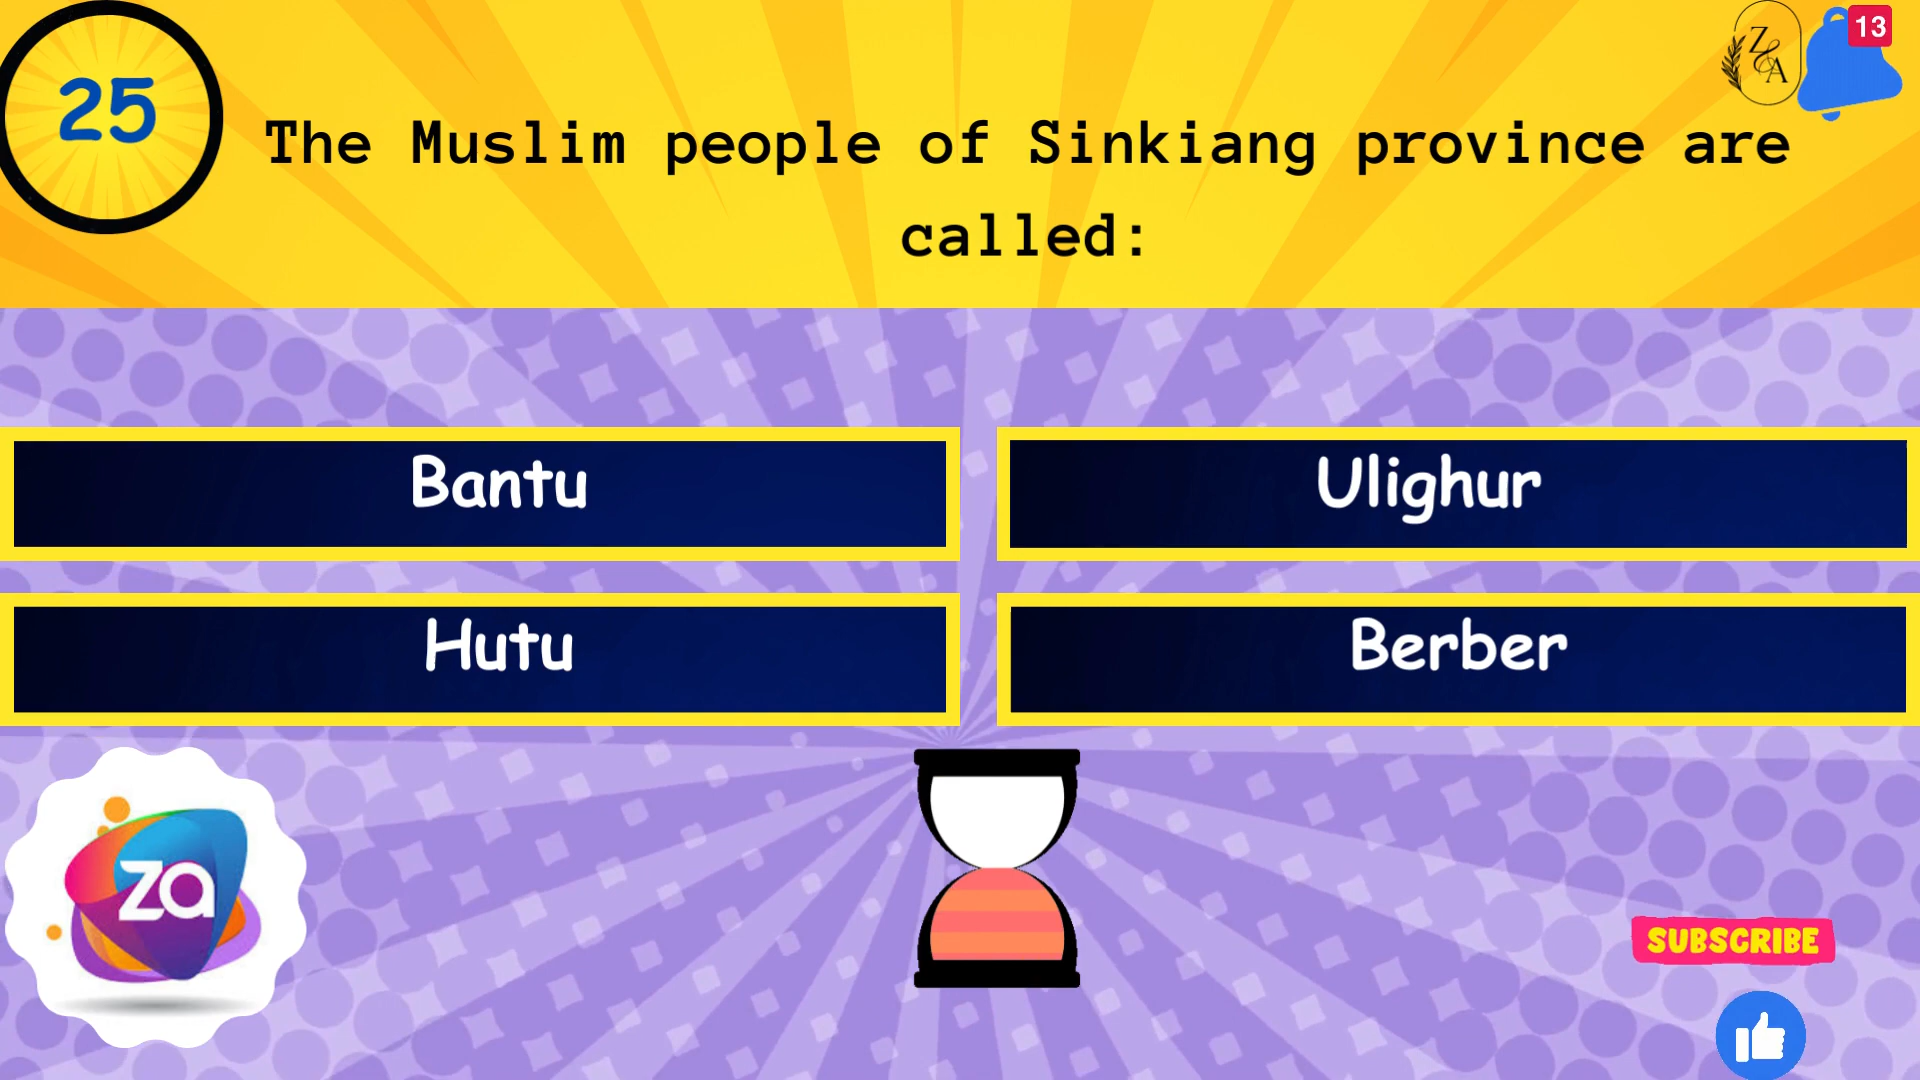 25
13
Z&A
The Muslim people of Sinkiang province are
called:
Bantu
Ulighur
Hutu
Berber
za
SUBSCRIBE